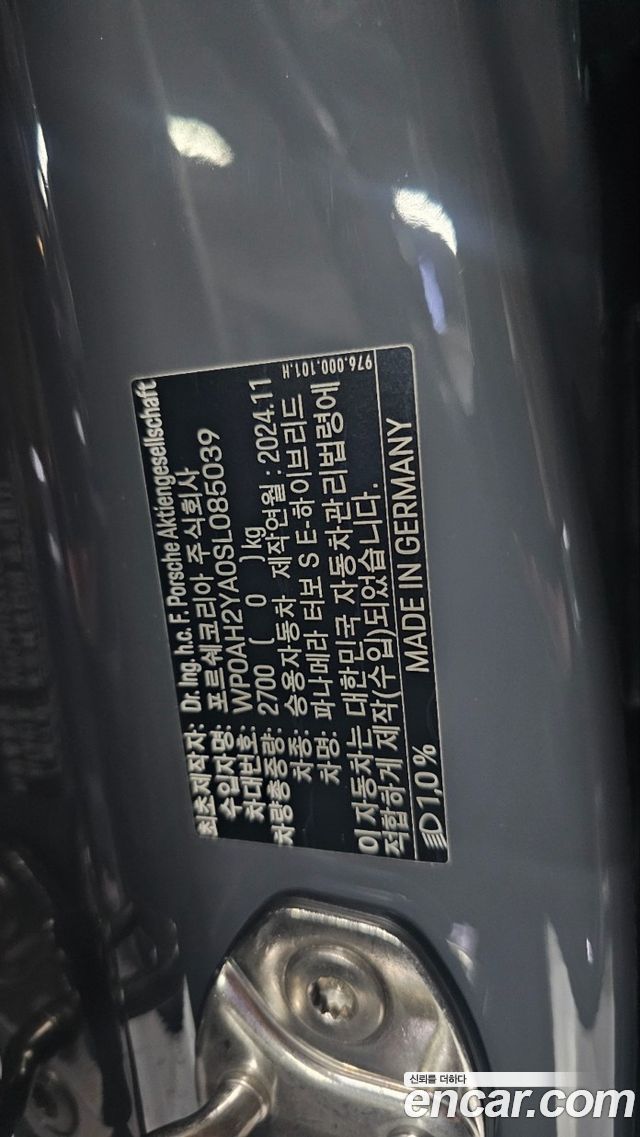 976.000.101.H
최초제작자: Dr. Ing. h.c. F. Porsche Aktiengesellschaft
수입자명: 포르쉐코리아 주식회사
차대번호: WP0AH2YA0SL085039
차량총중량: 2700 ( 0 ) kg
차종: 승용자동차 제작연월 : 2024.11
차명: 파나메라 터보 S E-하이브리드
이 자동차는 대한민국 자동차관리법령에
적합하게 제작(수입)되었습니다.
1,0 % MADE IN GERMANY
신뢰를 더하다
encar.com